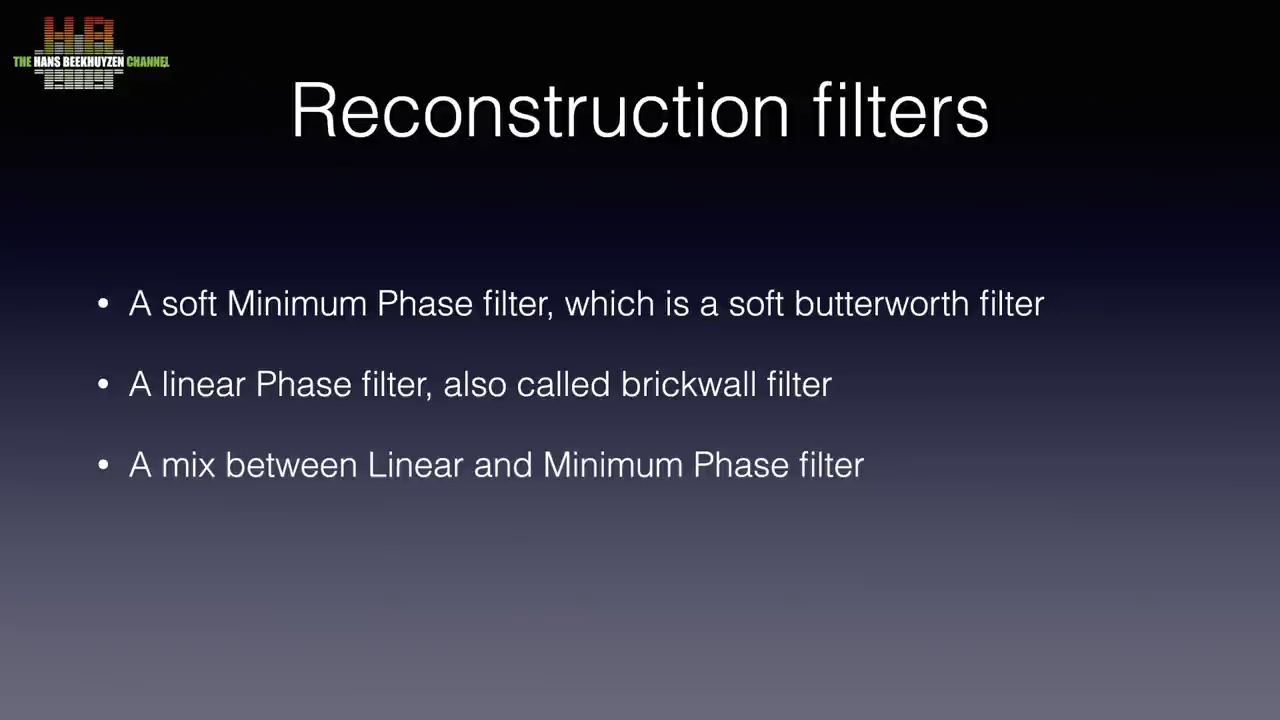 THE HANS BEEKHUYZEN CHANNEL
Reconstruction filters
• A soft Minimum Phase filter, which is a soft butterworth filter
• A linear Phase filter, also called brickwall filter
• A mix between Linear and Minimum Phase filter